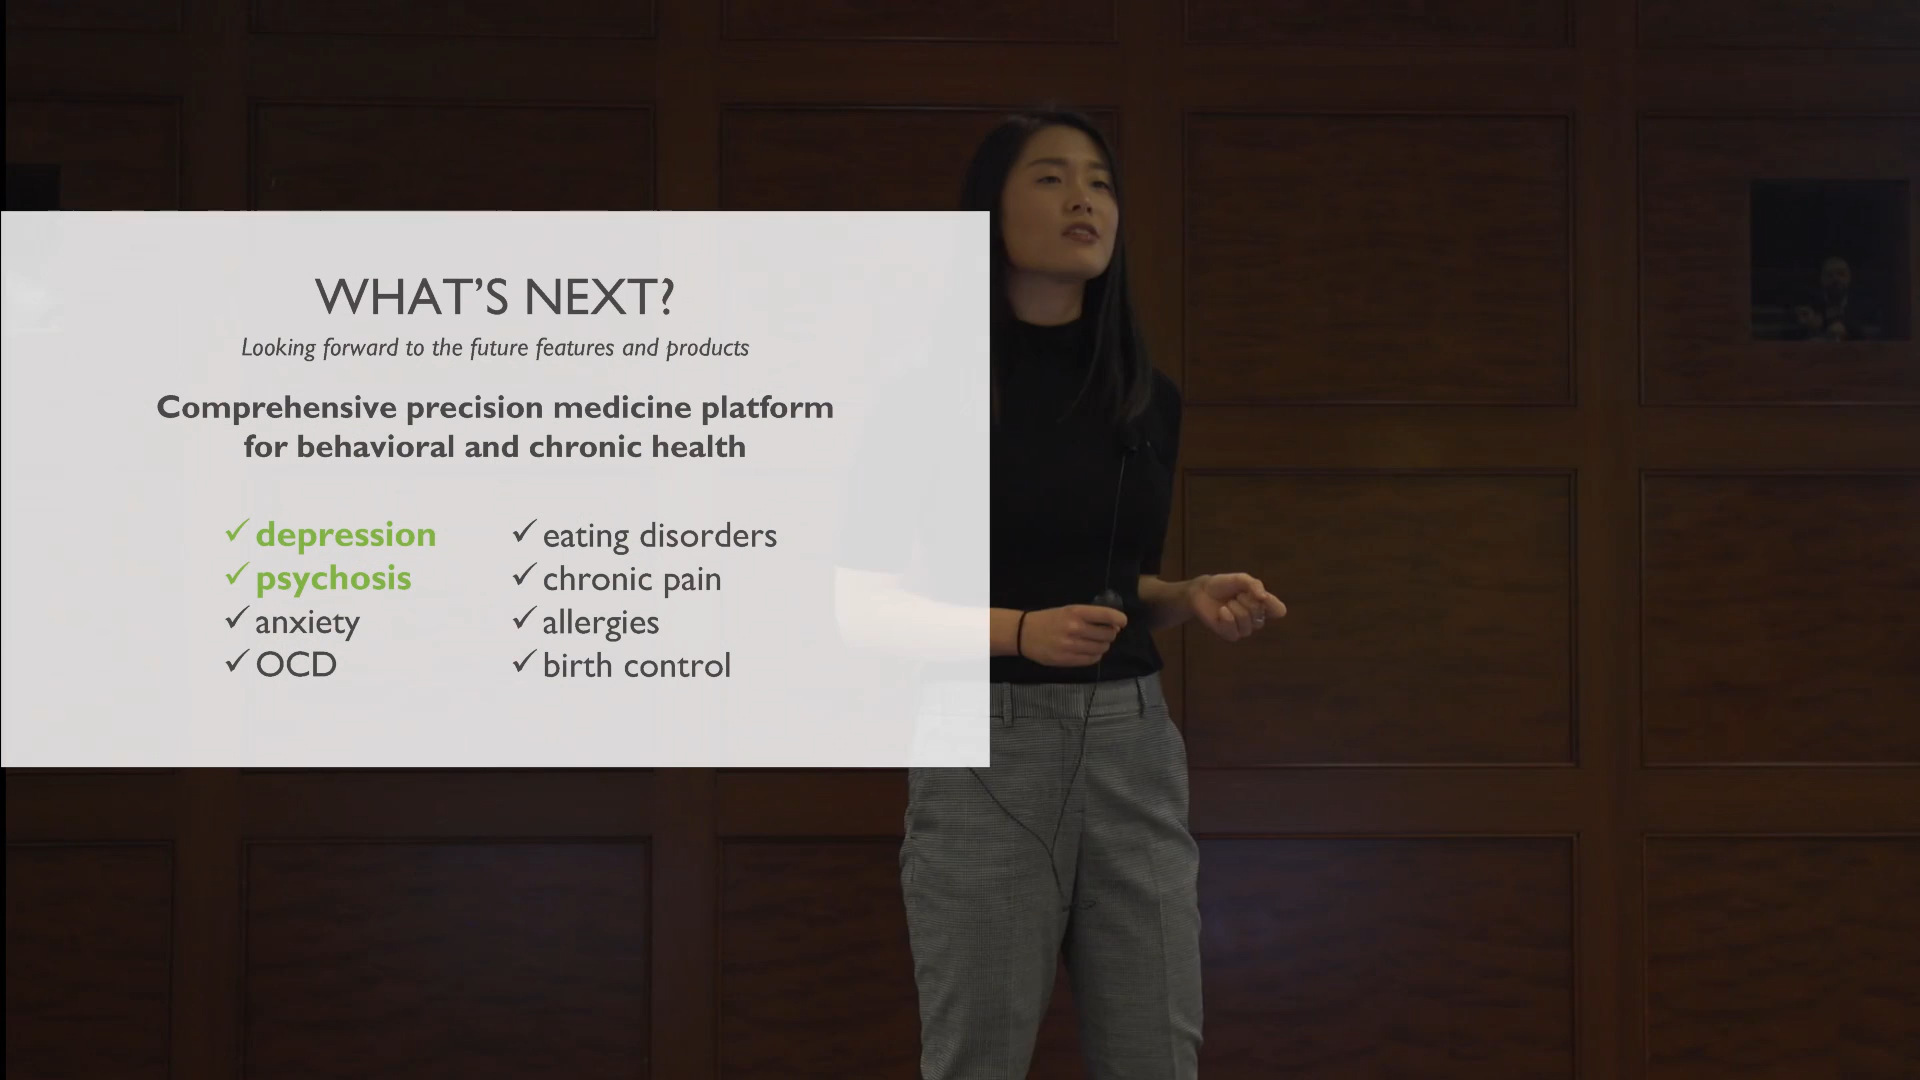 WHAT'S NEXT?
Looking forward to the future features and products
Comprehensive precision medicine platform
for behavioral and chronic health
✓ depression
✓ psychosis
✓ anxiety
✓ OCD
✓ eating disorders
✓ chronic pain
✓ allergies
✓ birth control